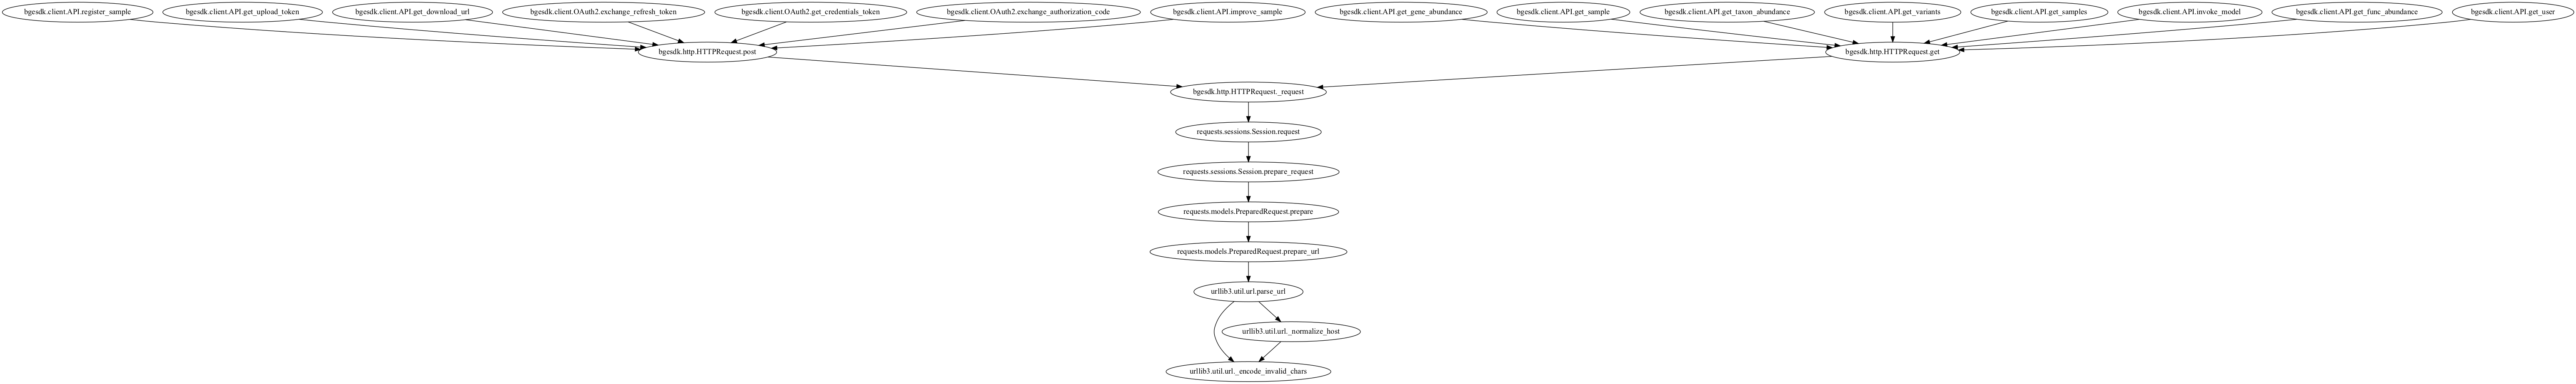 bgesdk.client.API.register_sample
bgesdk.client.API.get_upload_token
bgesdk.client.API.get_download_url
bgesdk.client.OAuth2.exchange_refresh_token
bgesdk.client.OAuth2.get_credentials_token
bgesdk.client.OAuth2.exchange_authorization_code
bgesdk.client.API.improve_sample
bgesdk.client.API.get_gene_abundance
bgesdk.client.API.get_sample
bgesdk.client.API.get_taxon_abundance
bgesdk.client.API.get_variants
bgesdk.client.API.get_samples
bgesdk.client.API.invoke_model
bgesdk.client.API.get_func_abundance
bgesdk.client.API.get_user
bgesdk.http.HTTPRequest.post
bgesdk.http.HTTPRequest.get
bgesdk.http.HTTPRequest._request
requests.sessions.Session.request
requests.sessions.Session.prepare_request
requests.models.PreparedRequest.prepare
requests.models.PreparedRequest.prepare_url
urllib3.util.url.parse_url
urllib3.util.url._normalize_host
urllib3.util.url._encode_invalid_chars